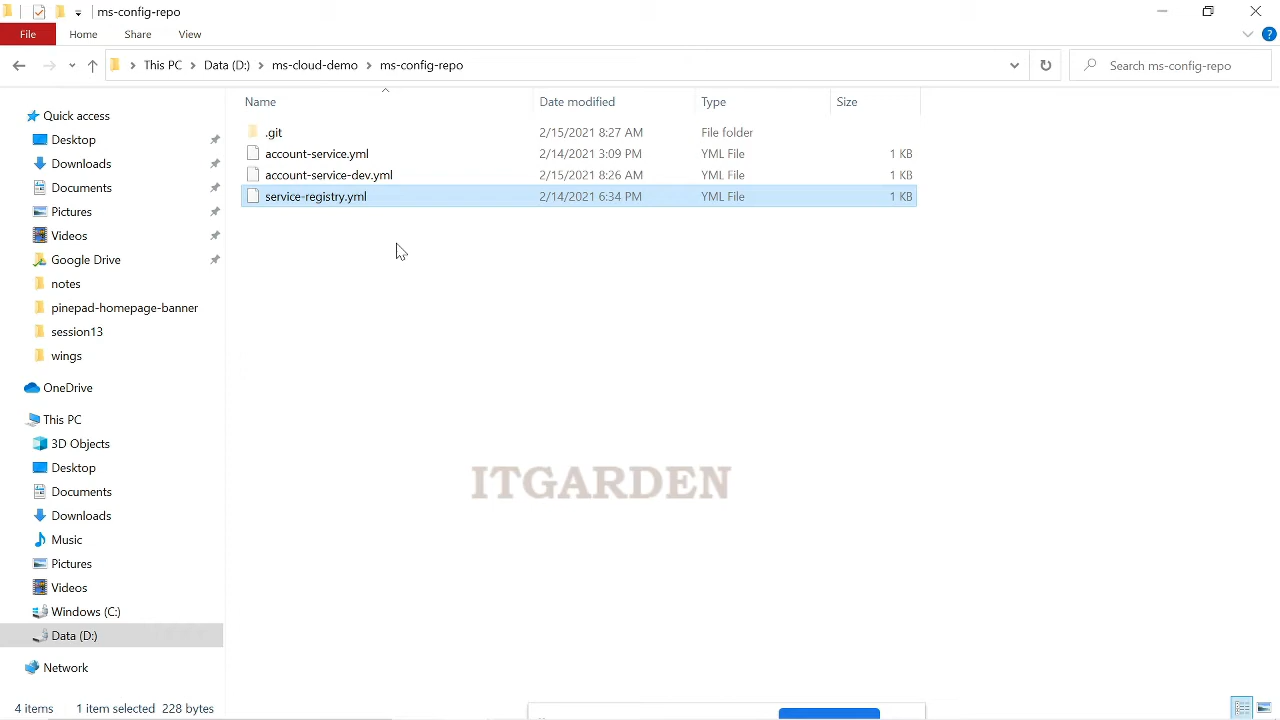 ms-config-repo
File Home Share View
This PC Data (D:) ms-cloud-demo ms-config-repo
Search ms-config-repo
Name Date modified Type Size
.git 2/15/2021 8:27 AM File folder
account-service.yml 2/14/2021 3:09 PM YML File 1 KB
account-service-dev.yml 2/15/2021 8:26 AM YML File 1 KB
service-registry.yml 2/14/2021 6:34 PM YML File 1 KB
Quick access
Desktop
Downloads
Documents
Pictures
Videos
Google Drive
notes
pinepad-homepage-banner
session13
wings
OneDrive
This PC
3D Objects
Desktop
Documents
Downloads
Music
Pictures
Videos
Windows (C:)
Data (D:)
Network
ITGARDEN
4 items 1 item selected 228 bytes